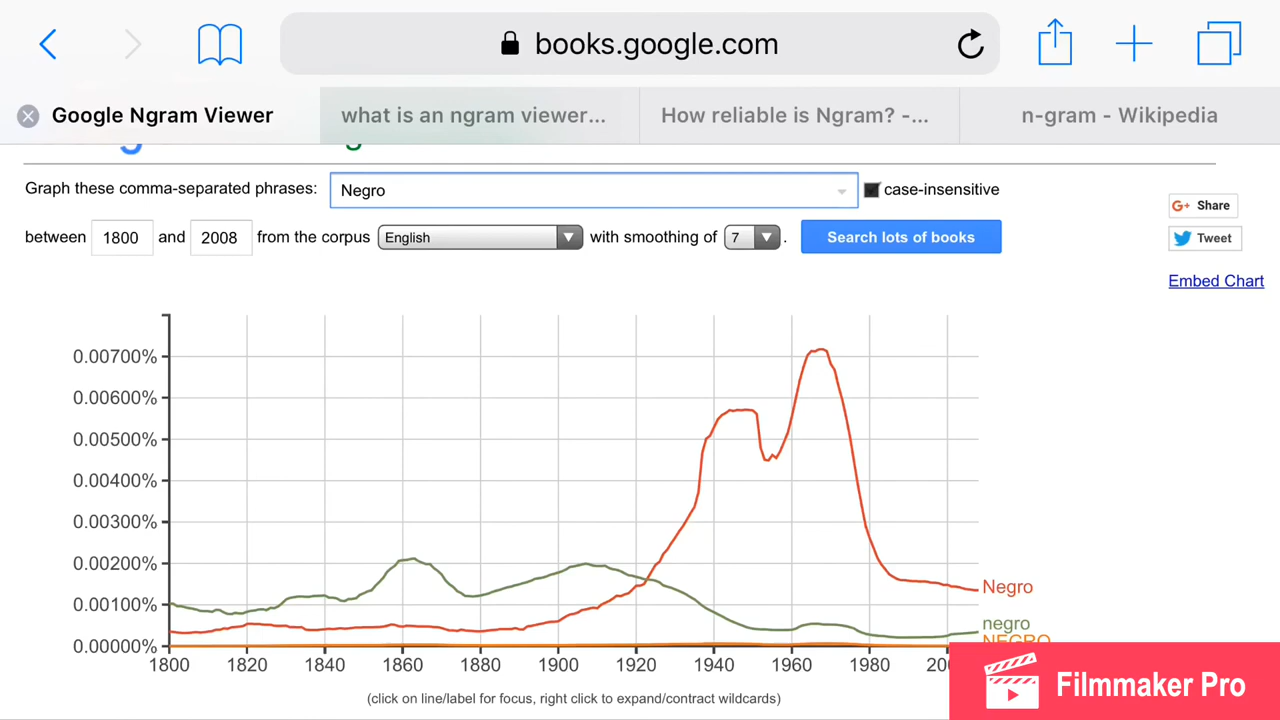 books.google.com
Google Ngram Viewer
what is an ngram viewer...
How reliable is Ngram? -...
n-gram - Wikipedia
Graph these comma-separated phrases: Negro case-insensitive
between 1800 and 2008 from the corpus English with smoothing of 7 . Search lots of books
G+ Share
Tweet
Embed Chart
0.00700%
0.00600%
0.00500%
0.00400%
0.00300%
0.00200%
0.00100%
0.00000%
Negro
negro
NEGRO
1800 1820 1840 1860 1880 1900 1920 1940 1960 1980
(click on line/label for focus, right click to expand/contract wildcards)
Filmmaker Pro